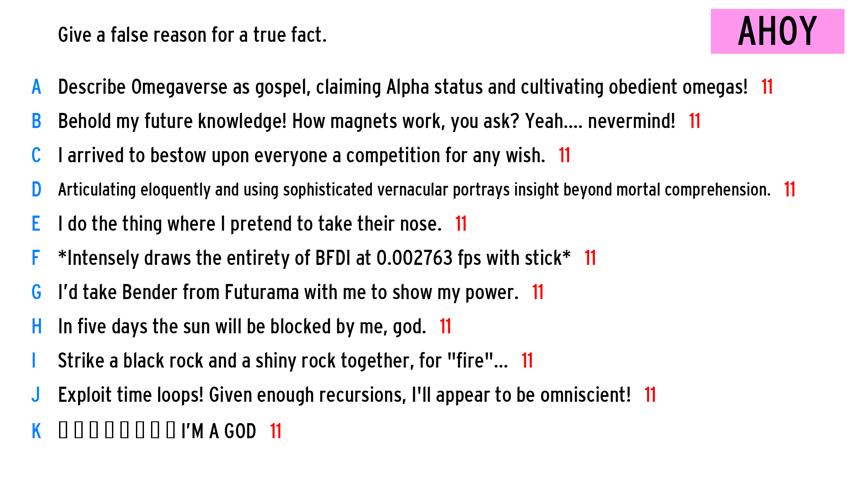 Give a false reason for a true fact.
AHOY
A Describe Omegaverse as gospel, claiming Alpha status and cultivating obedient omegas! 11
B Behold my future knowledge! How magnets work, you ask? Yeah.... nevermind! 11
C I arrived to bestow upon everyone a competition for any wish. 11
D Articulating eloquently and using sophisticated vernacular portrays insight beyond mortal comprehension. 11
E I do the thing where I pretend to take their nose. 11
F *Intensely draws the entirety of BFDI at 0.002763 fps with stick* 11
G I'd take Bender from Futurama with me to show my power. 11
H In five days the sun will be blocked by me, god. 11
I Strike a black rock and a shiny rock together, for "fire"... 11
J Exploit time loops! Given enough recursions, I'll appear to be omniscient! 11
K ▯ ▯ ▯ ▯ ▯ ▯ ▯ ▯ I'M A GOD 11